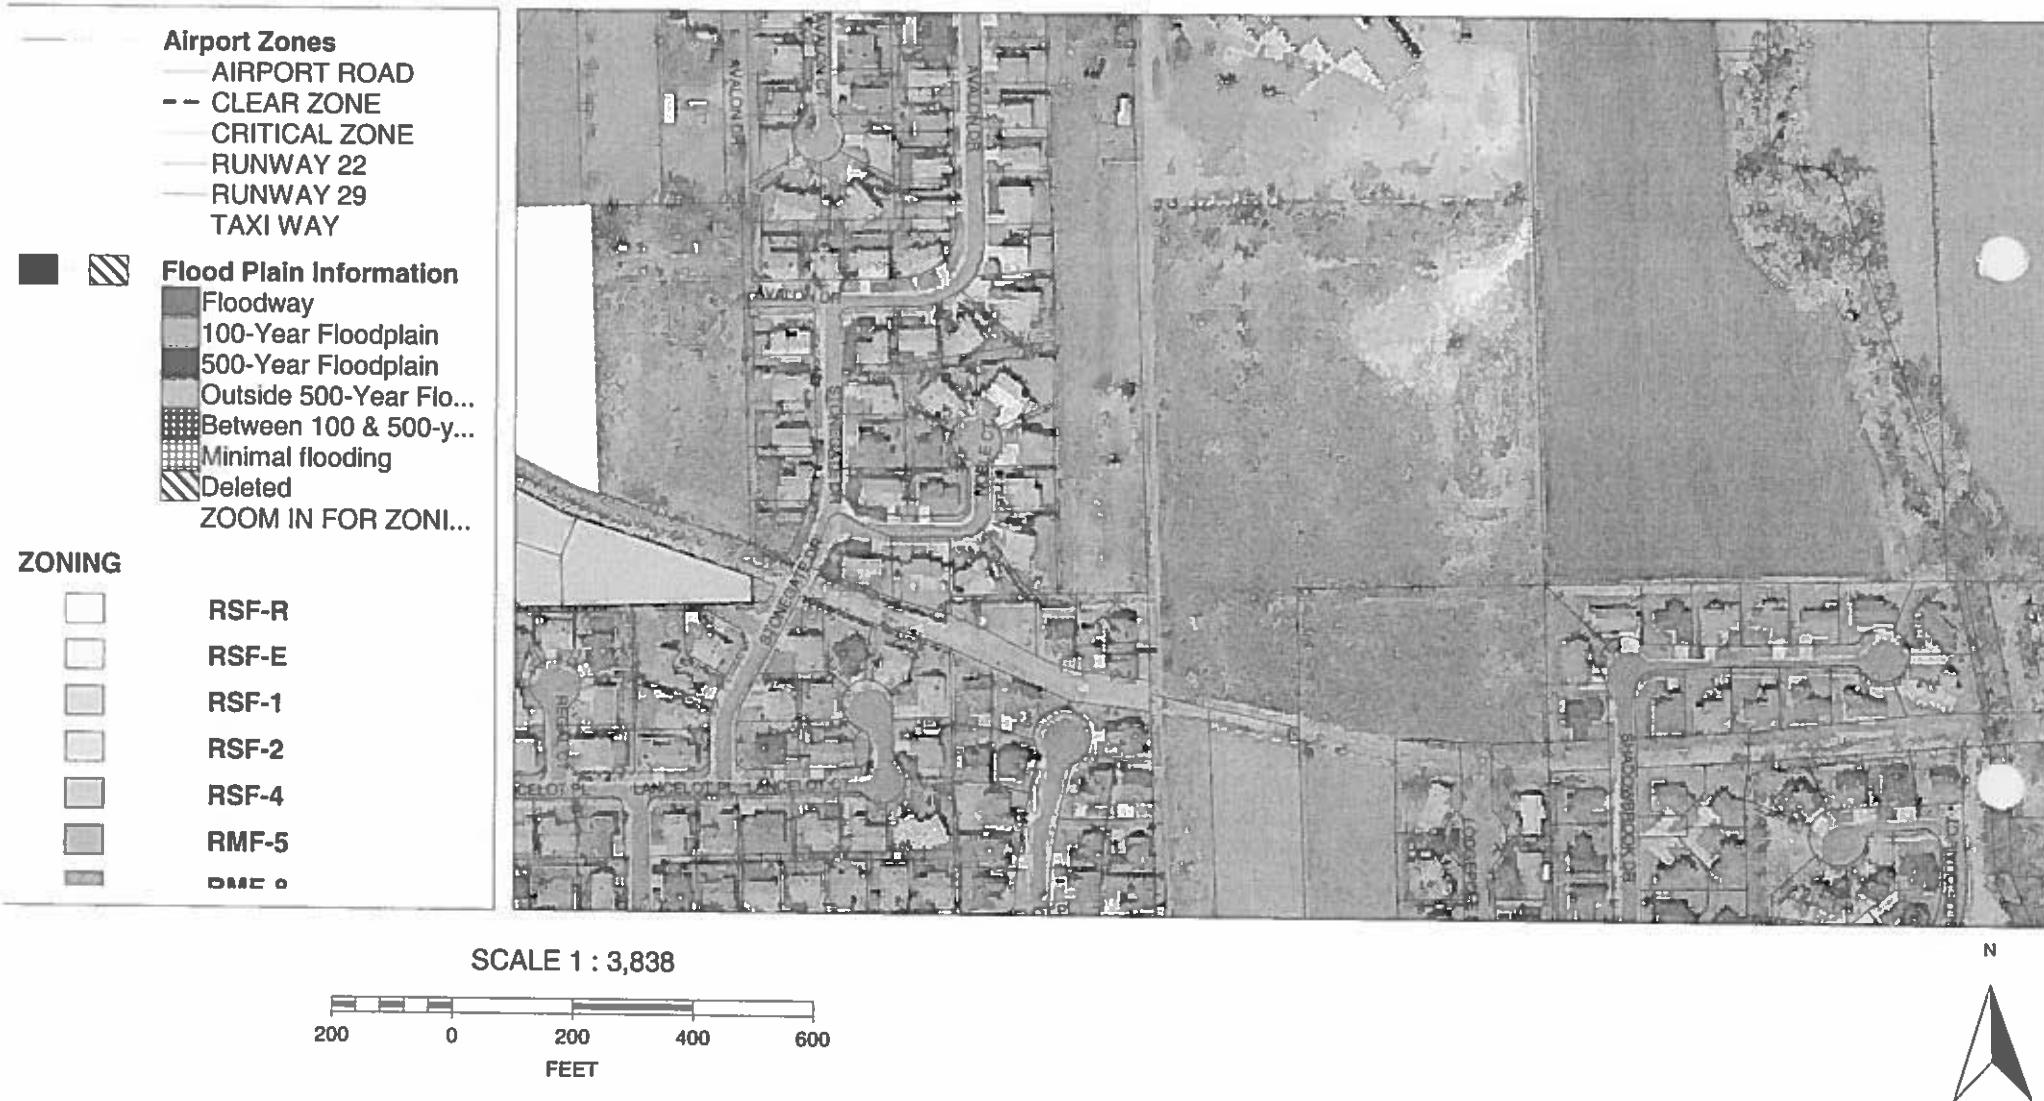 Airport Zones
AIRPORT ROAD
CLEAR ZONE
CRITICAL ZONE
RUNWAY 22
RUNWAY 29
TAXI WAY
Flood Plain Information
Floodway
100-Year Floodplain
500-Year Floodplain
Outside 500-Year Flo...
Between 100 & 500-y...
Minimal flooding
Deleted
ZOOM IN FOR ZONI...
ZONING
RSF-R
RSF-E
RSF-1
RSF-2
RSF-4
RMF-5
AVALON DR
AVALON DR
STONEGATE DR
LANCELOT PL
LANCELOT
SHADOWBROOK DR
SCALE 1 : 3,838
200 0 200 400 600
FEET
N